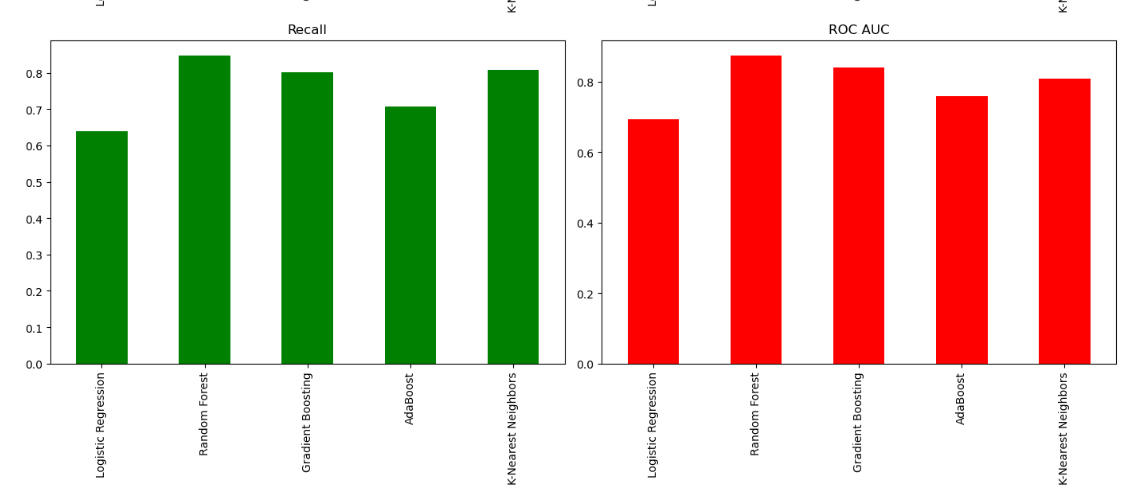 Recall
0.8
0.7
0.6
0.5
0.4
0.3
0.2
0.1
0.0
Logistic Regression
Random Forest
Gradient Boosting
AdaBoost
K-Nearest Neighbors
ROC AUC
0.8
0.6
0.4
0.2
0.0
Logistic Regression
Random Forest
Gradient Boosting
AdaBoost
K-Nearest Neighbors